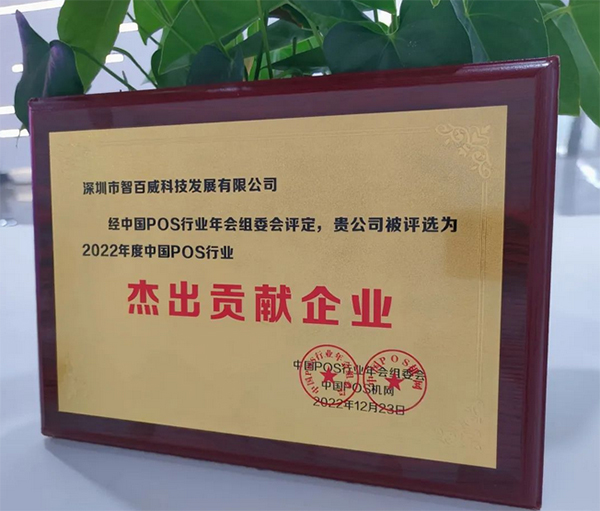 深圳市智百威科技发展有限公司
经中国POS行业年会组委会评定，贵公司被评选为
2022年度中国POS行业
杰出贡献企业
中国POS行业年会组委会
中国POS机网
2022年12月23日